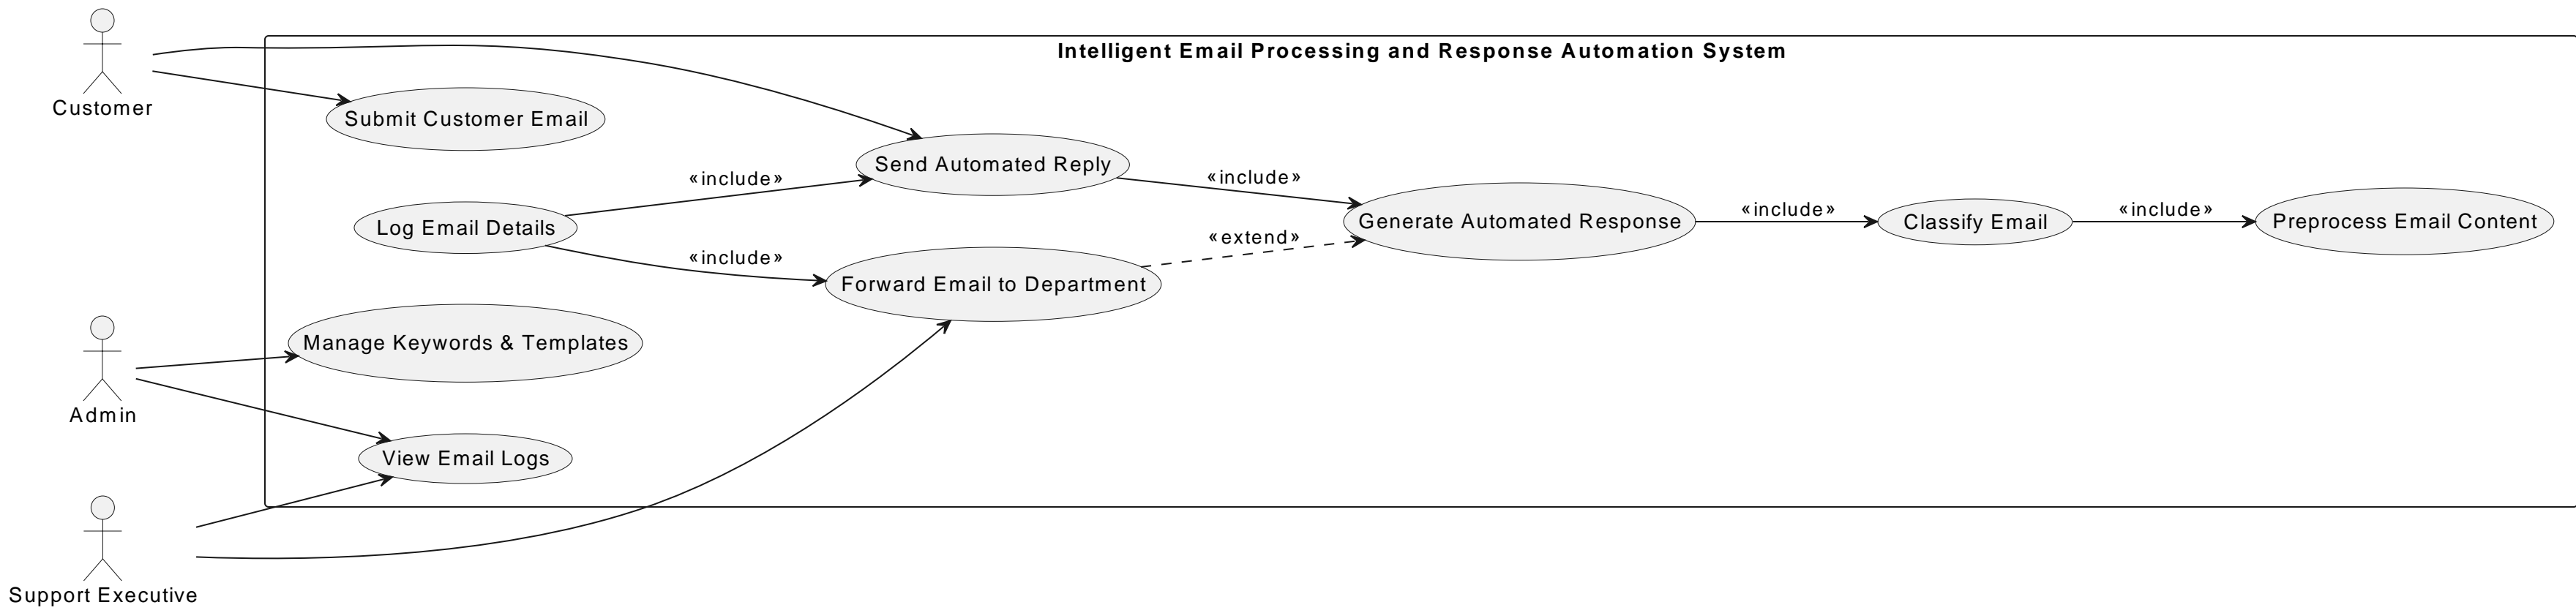 Intelligent Email Processing and Response Automation System
Customer
Submit Customer Email
Send Automated Reply
«include»
«include»
Log Email Details
Generate Automated Response
«include»
Classify Email
«include»
Preprocess Email Content
«extend»
«include»
Forward Email to Department
Manage Keywords & Templates
Admin
View Email Logs
Support Executive